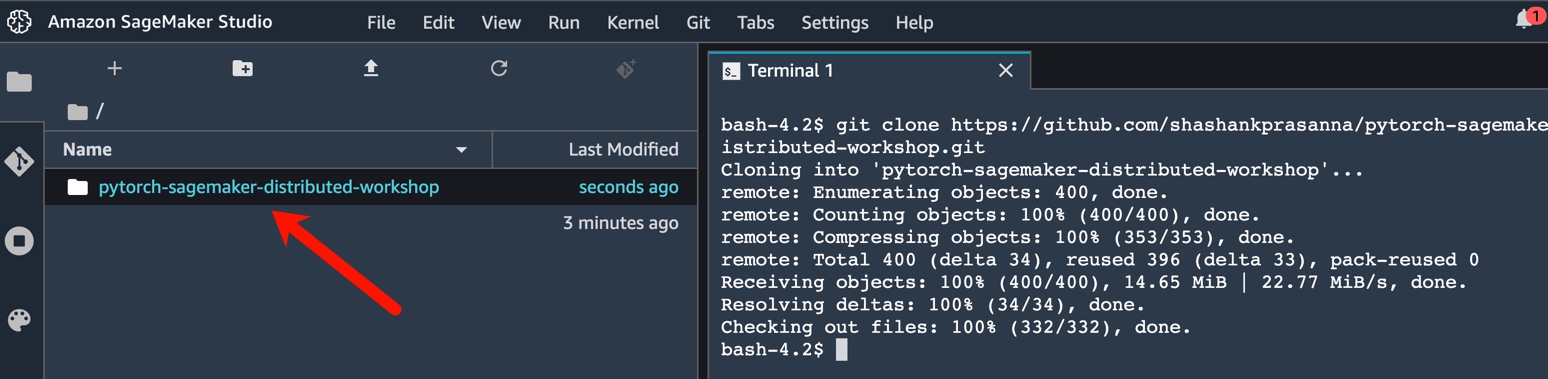 Amazon SageMaker Studio File Edit View Run Kernel Git Tabs Settings Help 1
/
Name Last Modified
pytorch-sagemaker-distributed-workshop seconds ago
3 minutes ago
$_ Terminal 1
bash-4.2$ git clone https://github.com/shashankprasanna/pytorch-sagemake
istributed-workshop.git
Cloning into 'pytorch-sagemaker-distributed-workshop'...
remote: Enumerating objects: 400, done.
remote: Counting objects: 100% (400/400), done.
remote: Compressing objects: 100% (353/353), done.
remote: Total 400 (delta 34), reused 396 (delta 33), pack-reused 0
Receiving objects: 100% (400/400), 14.65 MiB | 22.77 MiB/s, done.
Resolving deltas: 100% (34/34), done.
Checking out files: 100% (332/332), done.
bash-4.2$